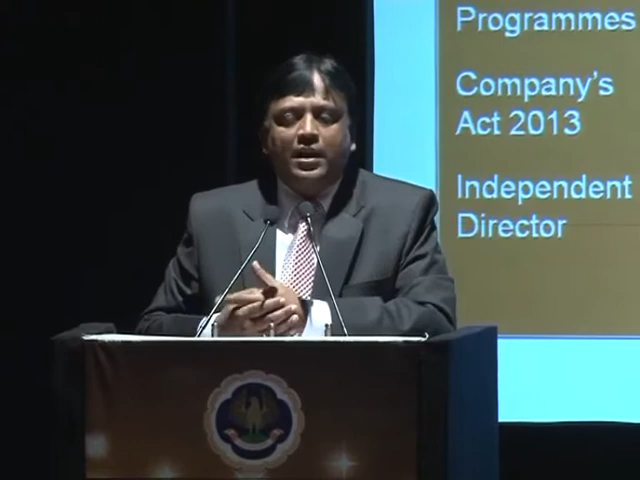 Programmes
Company's
Act 2013
Independent
Director